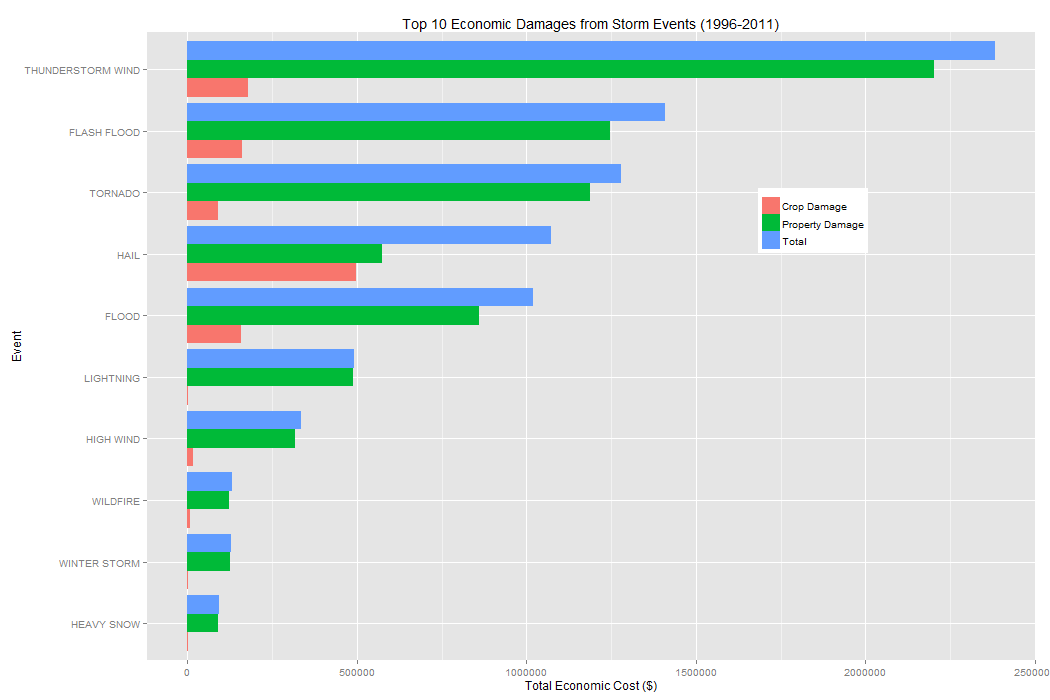 Top 10 Economic Damages from Storm Events (1996-2011)
THUNDERSTORM WIND
FLASH FLOOD
TORNADO
HAIL
FLOOD
LIGHTNING
HIGH WIND
WILDFIRE
WINTER STORM
HEAVY SNOW
Event
Crop Damage
Property Damage
Total
0 500000 1000000 1500000 2000000 250000
Total Economic Cost ($)